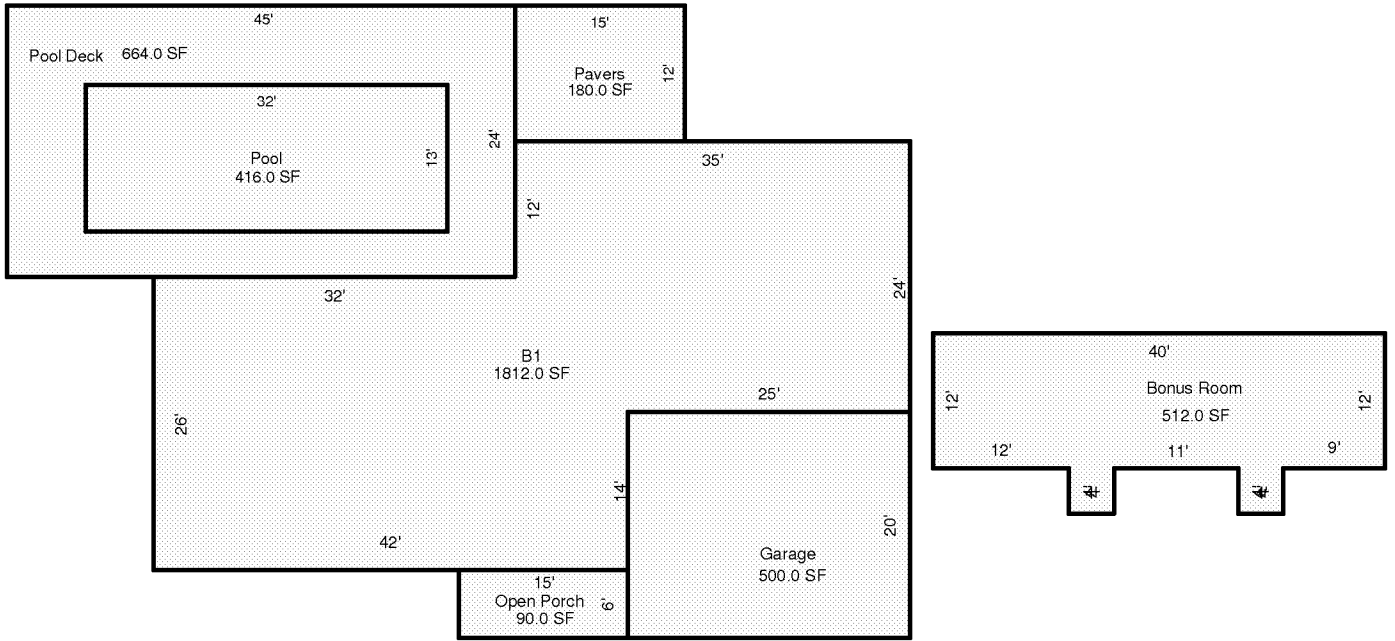 45'
15'
Pool Deck 664.0 SF
Pavers
180.0 SF
12'
32'
24'
Pool
416.0 SF
13'
35'
12'
32'
24'
B1
1812.0 SF
25'
26'
14'
42'
20'
Garage
500.0 SF
15'
Open Porch
90.0 SF
6'
40'
Bonus Room
512.0 SF
12'
12'
12'
11'
9'
4'
4'